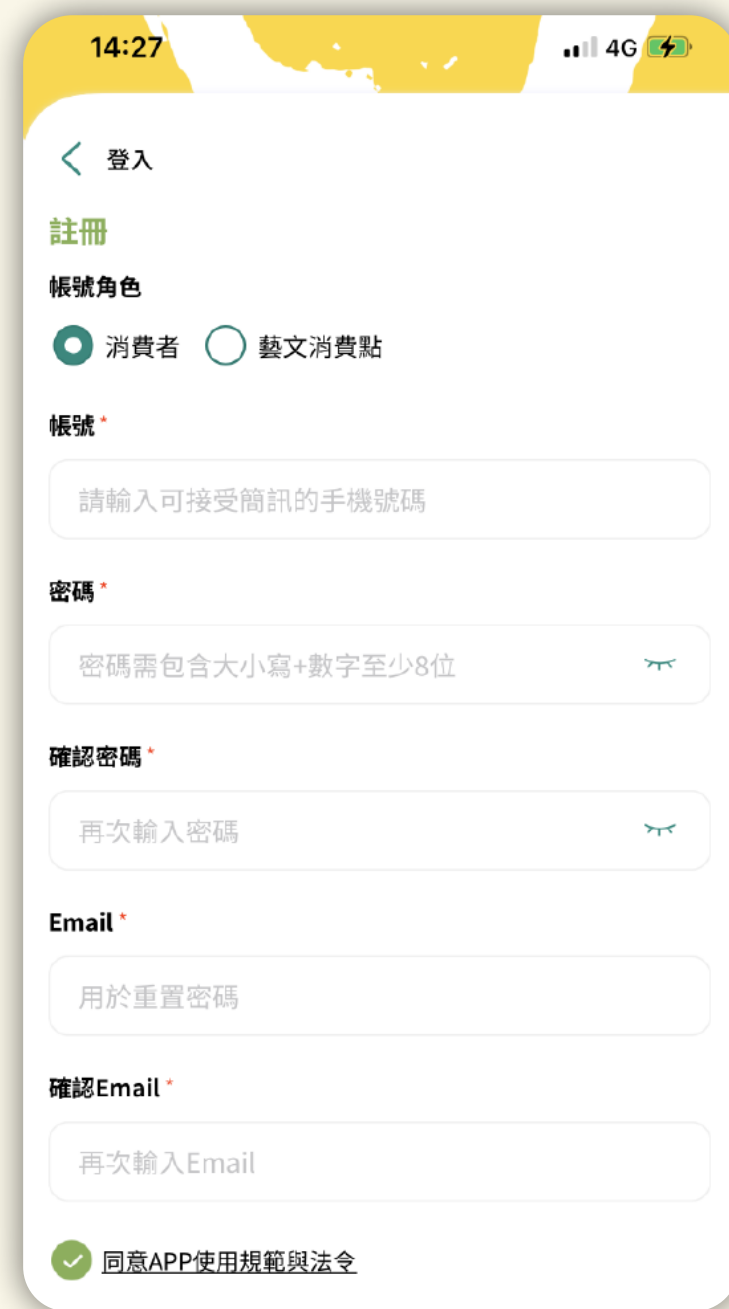 14:27 4G
登入
註冊
帳號角色
消費者 藝文消費點
帳號*
請輸入可接受簡訊的手機號碼
密碼*
密碼需包含大小寫+數字至少8位
確認密碼*
再次輸入密碼
Email*
用於重置密碼
確認Email*
再次輸入Email
同意APP使用規範與法令